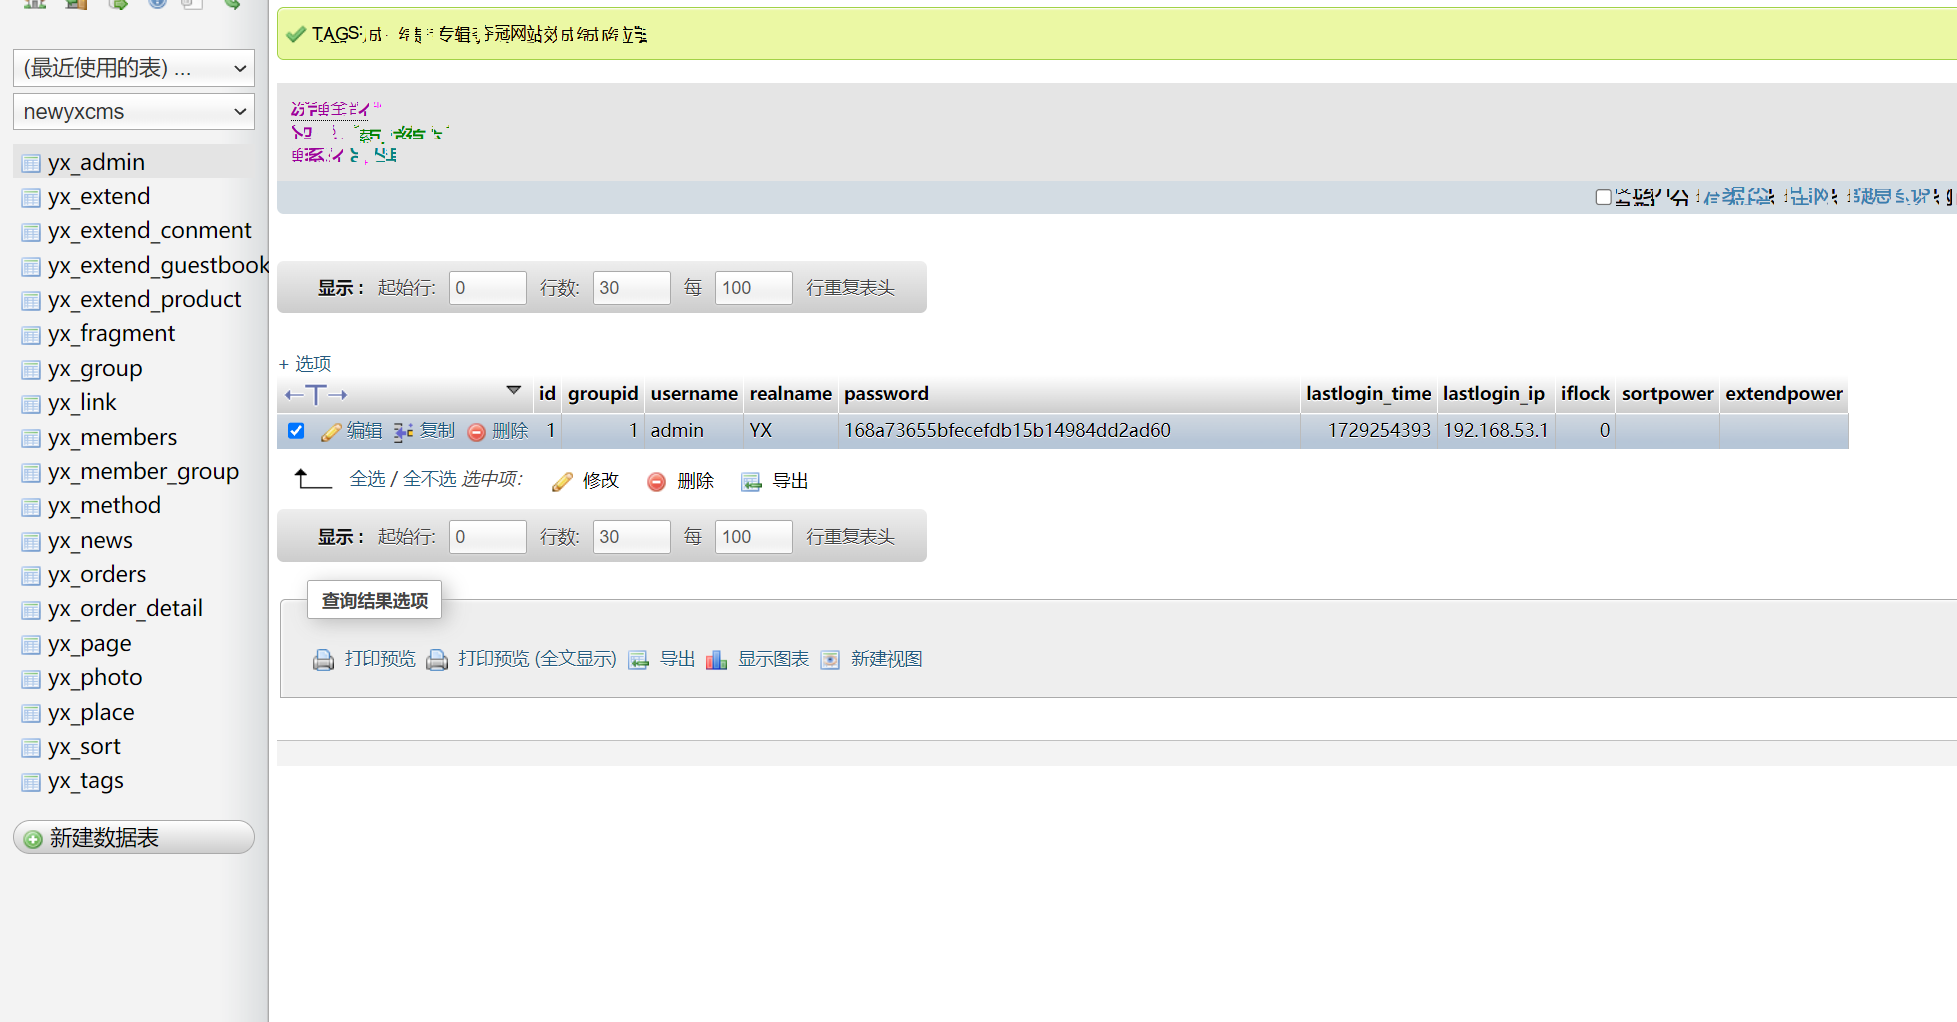 (最近使用的表) ...
newyxcms
yx_admin
yx_extend
yx_extend_conment
yx_extend_guestbook
yx_extend_product
yx_fragment
yx_group
yx_link
yx_members
yx_member_group
yx_method
yx_news
yx_orders
yx_order_detail
yx_page
yx_photo
yx_place
yx_sort
yx_tags
新建数据表
显示 : 起始行: 0 行数: 30 每 100 行重复表头
+ 选项
←T→ id groupid username realname password lastlogin_time lastlogin_ip iflock sortpower extendpower
编辑 复制 删除 1 1 admin YX 168a73655bfecefdb15b14984dd2ad60 1729254393 192.168.53.1 0
全选 / 全不选 选中项: 修改 删除 导出
显示 : 起始行: 0 行数: 30 每 100 行重复表头
查询结果选项
打印预览 打印预览 (全文显示) 导出 显示图表 新建视图